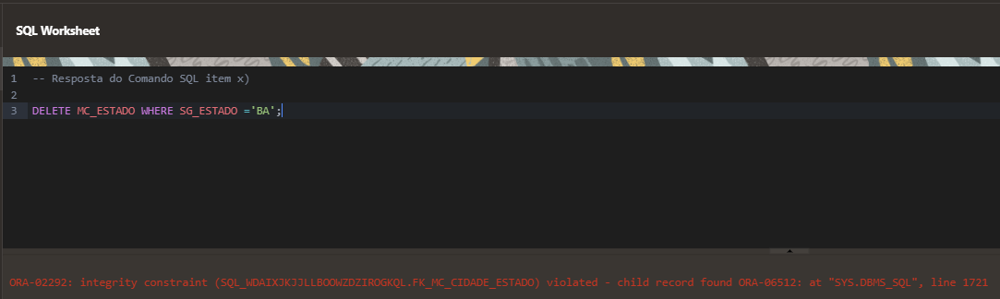 SQL Worksheet
1 -- Resposta do Comando SQL item x)
2
3 DELETE MC_ESTADO WHERE SG_ESTADO ='BA';
ORA-02292: integrity constraint (SQL_WDAIXJKJJLLBOOWZDZIROGKQL.FK_MC_CIDADE_ESTADO) violated - child record found ORA-06512: at "SYS.DBMS_SQL", line 1721